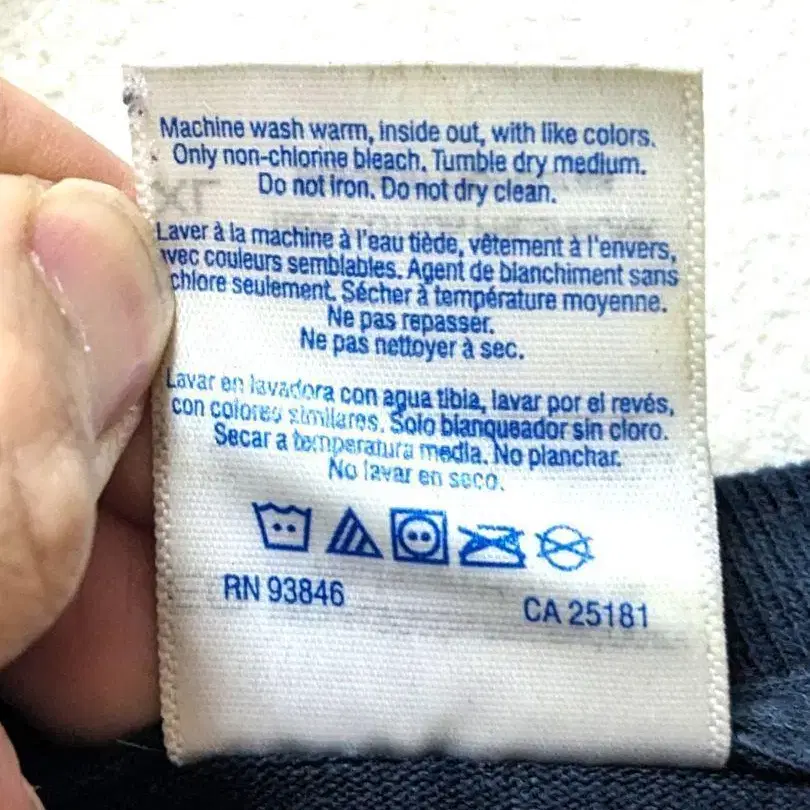 Machine wash warm, inside out, with like colors.
Only non-chlorine bleach. Tumble dry medium.
Do not iron. Do not dry clean.
Laver à la machine à l'eau tiède, vêtement à l'envers,
avec couleurs semblables. Agent de blanchiment sans
chlore seulement. Sécher à température moyenne.
Ne pas repasser.
Ne pas nettoyer à sec.
Lavar en lavadora con agua tibia, lavar por el revés,
con colores similares. Solo blanqueador sin cloro.
Secar a temperatura media. No planchar.
No lavar en seco.
RN 93846
CA 25181